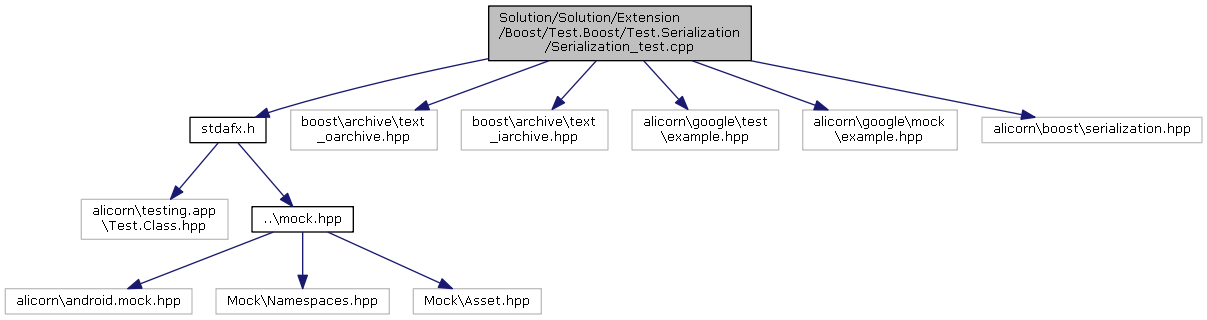 Solution/Solution/Extension
/Boost/Test.Boost/Test.Serialization
/Serialization_test.cpp
stdafx.h
boost\archive\text
_oarchive.hpp
boost\archive\text
_iarchive.hpp
alicorn\google\test
\example.hpp
alicorn\google\mock
\example.hpp
alicorn\boost\serialization.hpp
alicorn\testing.app
\Test.Class.hpp
..\mock.hpp
alicorn\android.mock.hpp
Mock\Namespaces.hpp
Mock\Asset.hpp